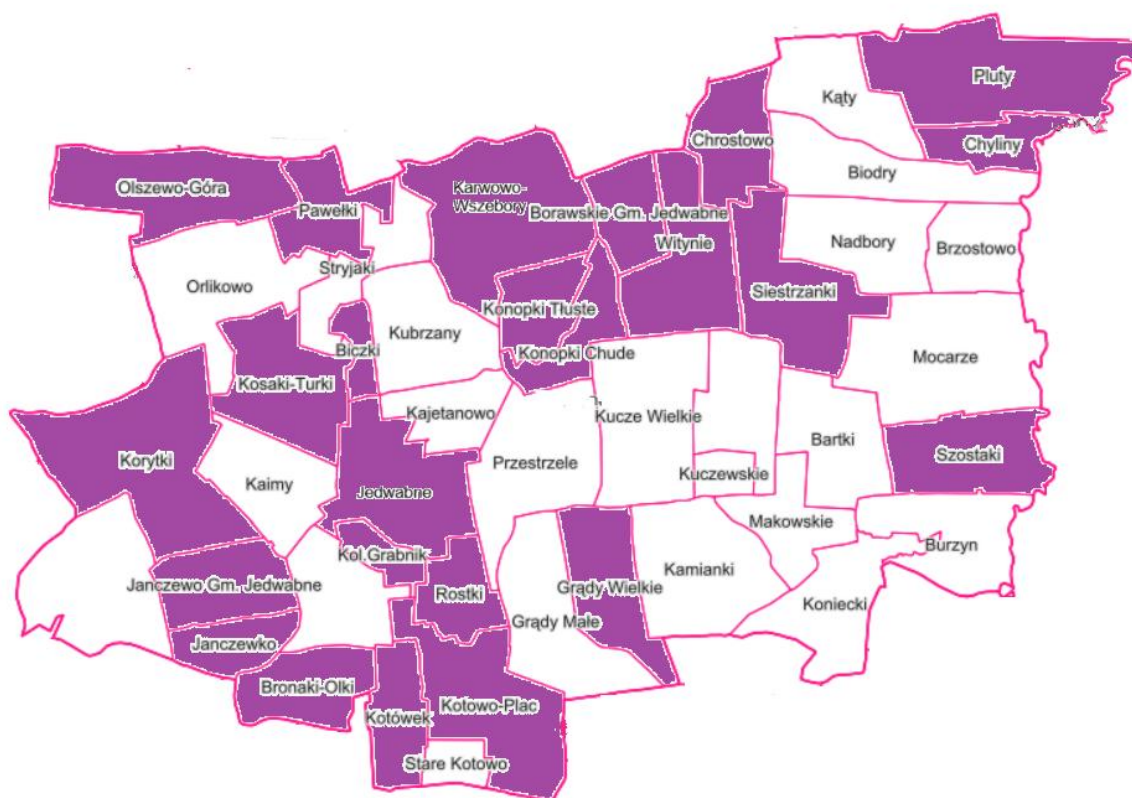 Pluty
Kąty
Chrostowo
Chyliny
Biodry
Olszewo-Góra
Pawełki
Karwowo-
Wszebory
Borawskie Gm. Jedwabne
Witynie
Nadbory
Brzostowo
Stryjaki
Orlikowo
Siestrzanki
Konopki Tłuste
Kubrzany
Biczki
Konopki Chude
Mocarze
Kosaki-Turki
Kajetanowo
Kucze Wielkie
Bartki
Korytki
Przestrzele
Szostaki
Kaimy
Kuczewskie
Jedwabne
Makowskie
Kol.Grabnik
Burzyn
Janczewo Gm. Jedwabne
Rostki
Grądy Wielkie
Kamianki
Koniecki
Grądy Małe
Janczewko
Bronaki-Olki
Kotówek
Kotowo-Plac
Stare Kotowo